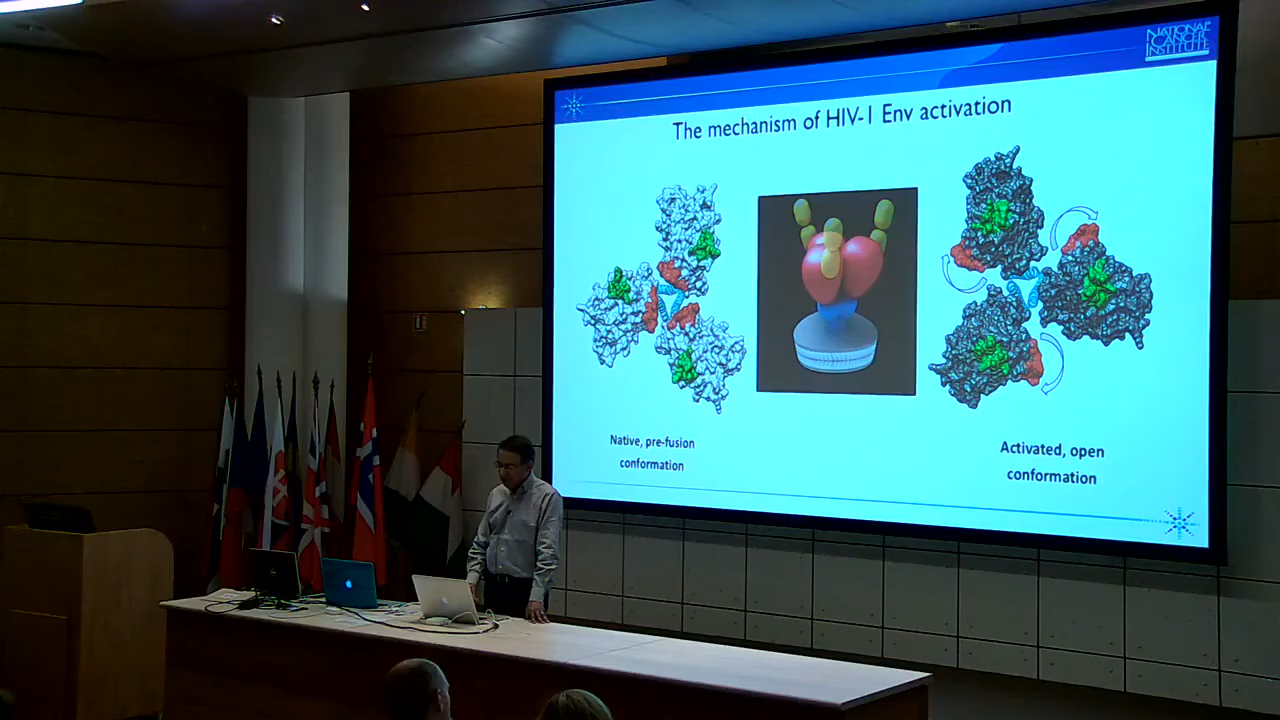 NATIONAL
CANCER
INSTITUTE
The mechanism of HIV-1 Env activation
Native, pre-fusion
conformation
Activated, open
conformation